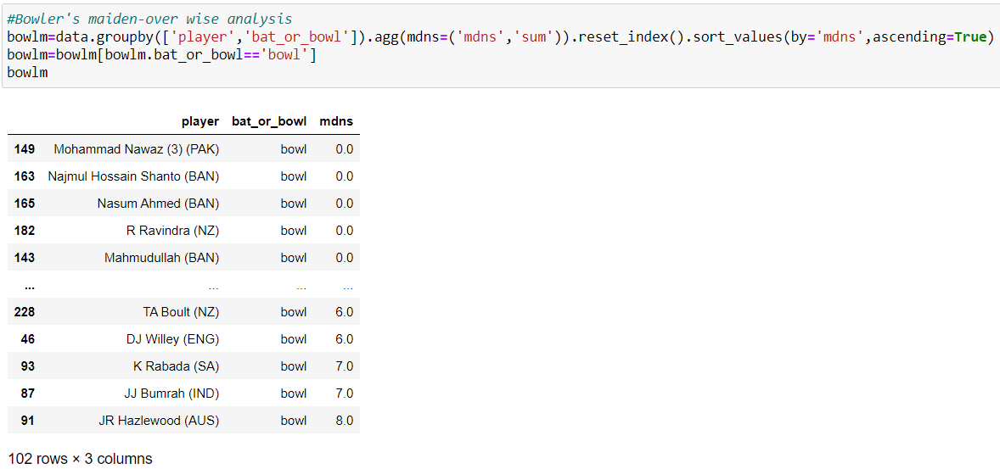 #Bowler's maiden-over wise analysis
bowlm=data.groupby(['player','bat_or_bowl']).agg(mdns=('mdns','sum')).reset_index().sort_values(by='mdns',ascending=True)
bowlm=bowlm[bowlm.bat_or_bowl=='bowl']
bowlm
player bat_or_bowl mdns
149 Mohammad Nawaz (3) (PAK) bowl 0.0
163 Najmul Hossain Shanto (BAN) bowl 0.0
165 Nasum Ahmed (BAN) bowl 0.0
182 R Ravindra (NZ) bowl 0.0
143 Mahmudullah (BAN) bowl 0.0
... ... ... ...
228 TA Boult (NZ) bowl 6.0
46 DJ Willey (ENG) bowl 6.0
93 K Rabada (SA) bowl 7.0
87 JJ Bumrah (IND) bowl 7.0
91 JR Hazlewood (AUS) bowl 8.0
102 rows × 3 columns